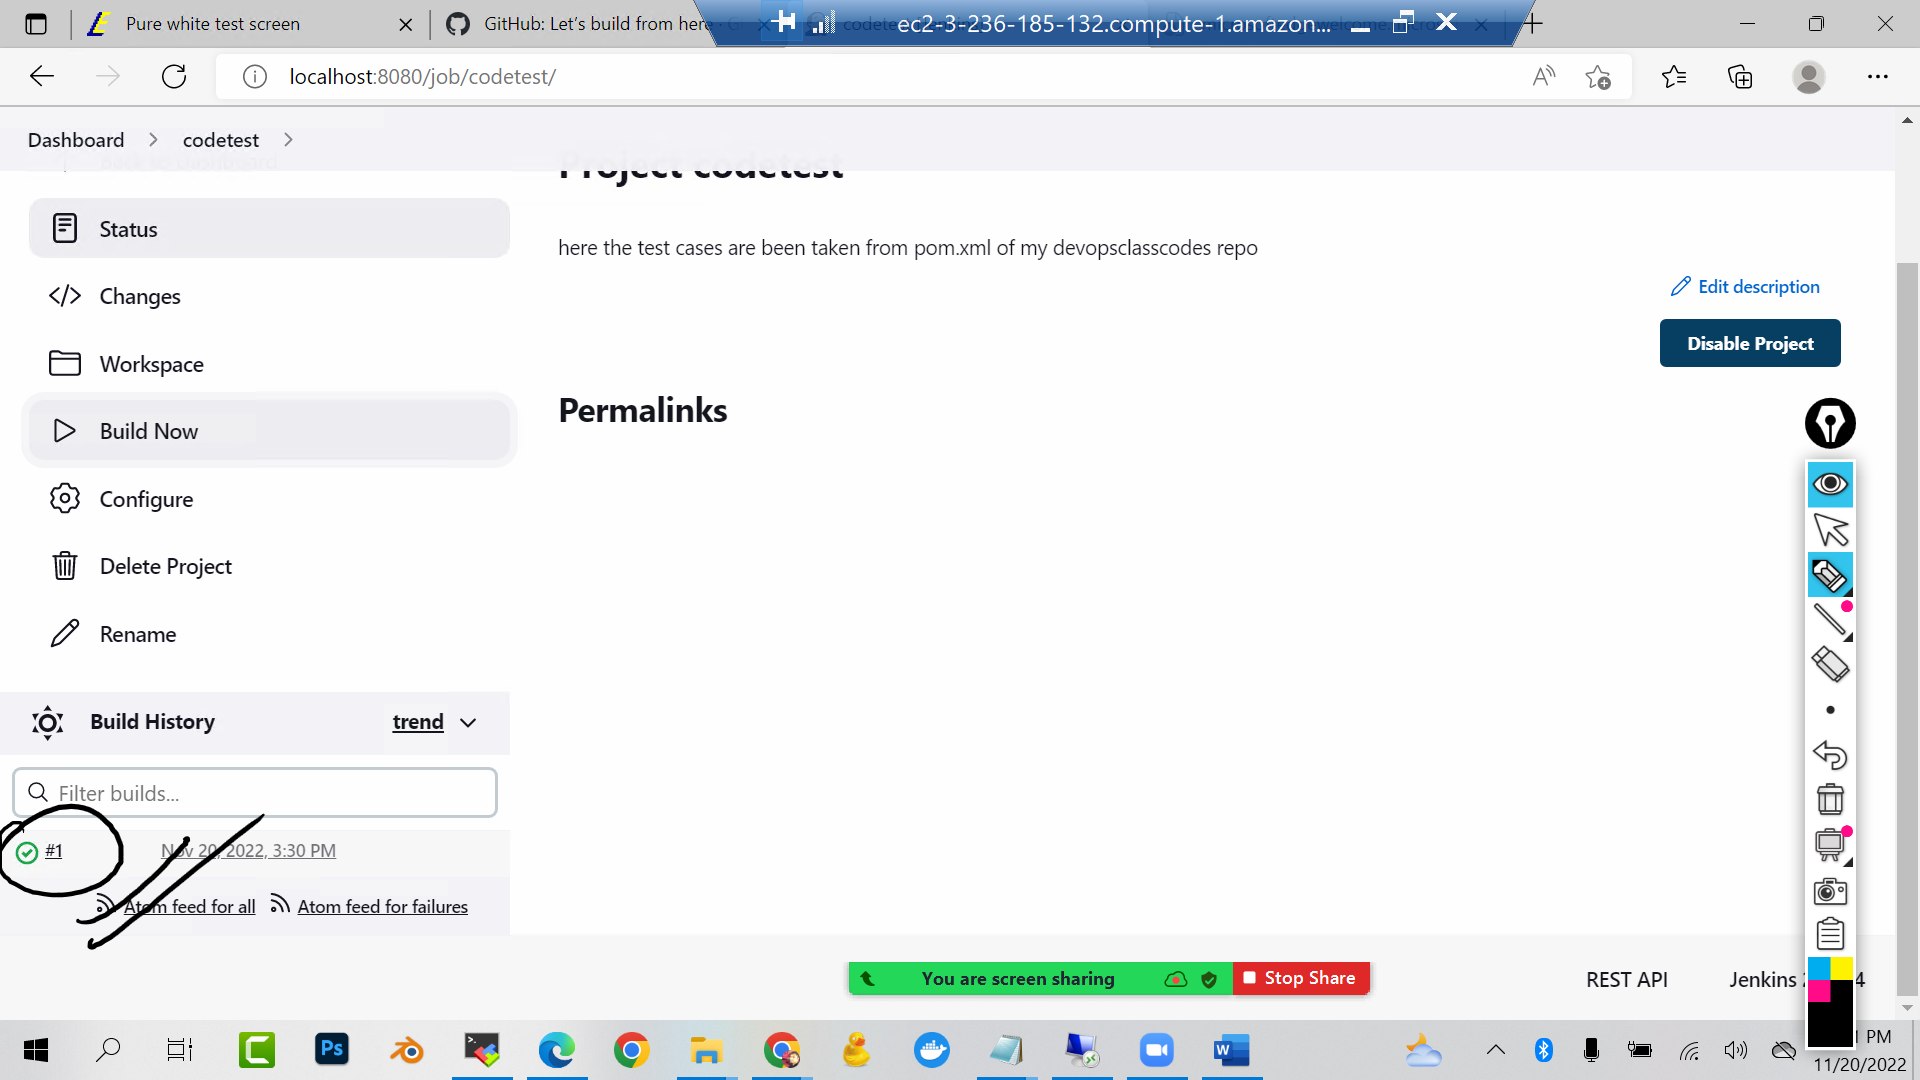 Pure white test screen
GitHub: Let's build from here · G
ec2-3-236-185-132.compute-1.amazon...
localhost:8080/job/codetest/
Dashboard
codetest
Project codetest
Status
here the test cases are been taken from pom.xml of my devopsclasscodes repo
Edit description
Changes
Disable Project
Workspace
Permalinks
Build Now
Configure
Delete Project
Rename
Build History
trend
Filter builds...
#1
Nov 20, 2022, 3:30 PM
Atom feed for all
Atom feed for failures
You are screen sharing
Stop Share
REST API
Jenkins 2
4
Ps
W
1 PM
11/20/2022